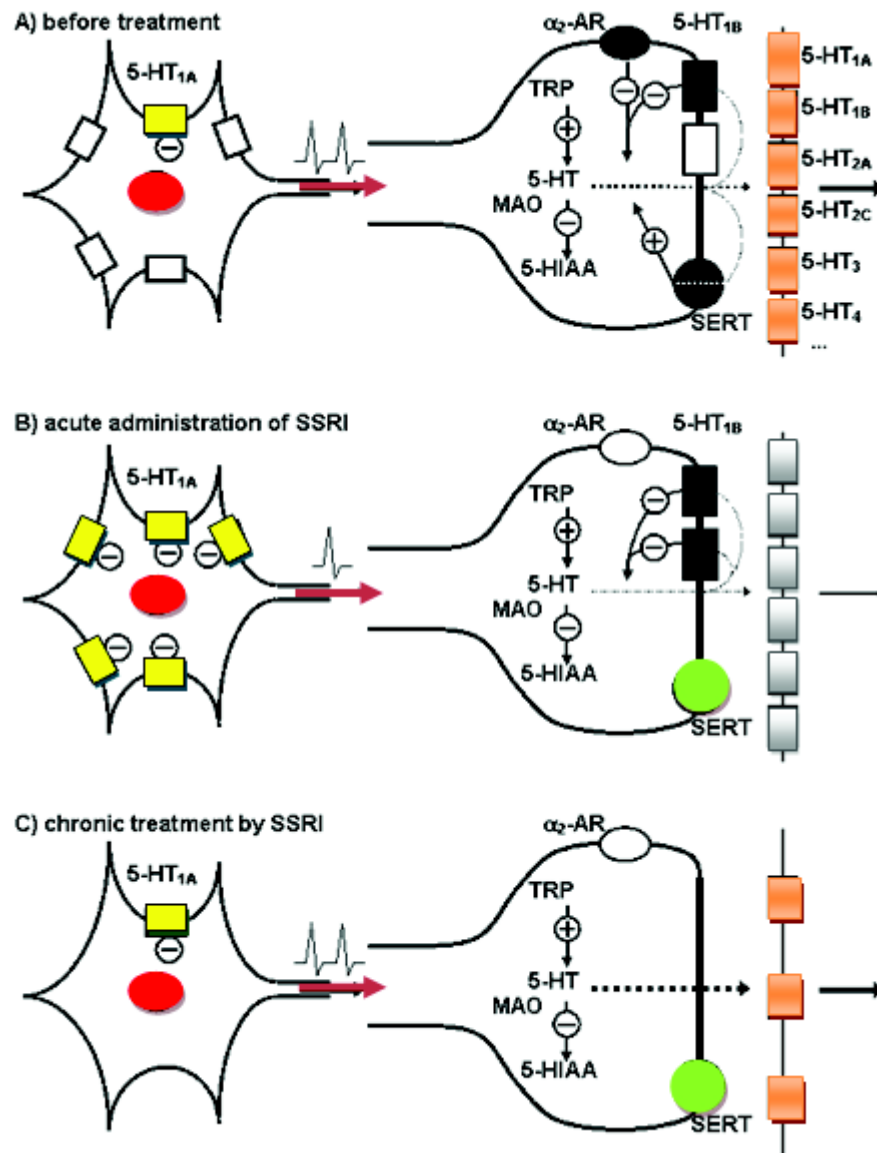 A) before treatment
α₂-AR
5-HT1B
5-HT1A
TRP
⊖
⊖
⊕
5-HT
MAO
⊖
⊕
5-HIAA
SERT
⊖
5-HT1A
5-HT1B
5-HT2A
5-HT2C
5-HT3
5-HT4
...
B) acute administration of SSRI
α₂-AR
5-HT1B
5-HT1A
⊖
⊖
⊖
⊖
⊖
TRP
⊖
⊕
⊖
5-HT
MAO
⊖
5-HIAA
SERT
C) chronic treatment by SSRI
α₂-AR
5-HT1A
⊖
TRP
⊕
5-HT
MAO
⊖
5-HIAA
SERT